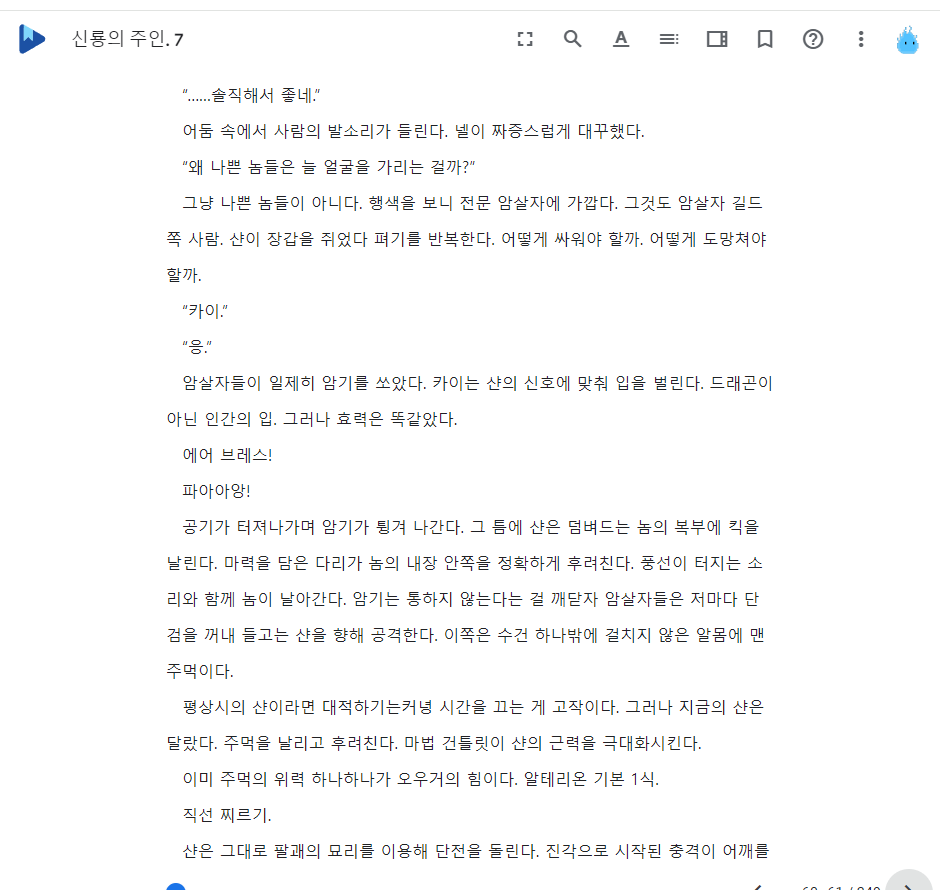 신룡의 주인. 7
“……솔직해서 좋네.”
어둠 속에서 사람의 발소리가 들린다. 넬이 짜증스럽게 대꾸했다.
“왜 나쁜 놈들은 늘 얼굴을 가리는 걸까?”
그냥 나쁜 놈들이 아니다. 행색을 보니 전문 암살자에 가깝다. 그것도 암살자 길드
쪽 사람. 샨이 장갑을 쥐었다 펴기를 반복한다. 어떻게 싸워야 할까. 어떻게 도망쳐야
할까.
“카이.”
“응.”
암살자들이 일제히 암기를 쏘았다. 카이는 샨의 신호에 맞춰 입을 벌린다. 드래곤이
아닌 인간의 입. 그러나 효력은 똑같았다.
에어 브레스!
파아아앙!
공기가 터져나가며 암기가 튕겨 나간다. 그 틈에 샨은 덤벼드는 놈의 복부에 킥을
날린다. 마력을 담은 다리가 놈의 내장 안쪽을 정확하게 후려친다. 풍선이 터지는 소
리와 함께 놈이 날아간다. 암기는 통하지 않는다는 걸 깨닫자 암살자들은 저마다 단
검을 꺼내 들고는 샨을 향해 공격한다. 이쪽은 수건 하나밖에 걸치지 않은 알몸에 맨
주먹이다.
평상시의 샨이라면 대적하기는커녕 시간을 끄는 게 고작이다. 그러나 지금의 샨은
달랐다. 주먹을 날리고 후려친다. 마법 건틀릿이 샨의 근력을 극대화시킨다.
이미 주먹의 위력 하나하나가 오우거의 힘이다. 알테리온 기본 1식.
직선 찌르기.
샨은 그대로 팔괘의 묘리를 이용해 단전을 돌린다. 진각으로 시작된 충격이 어깨를